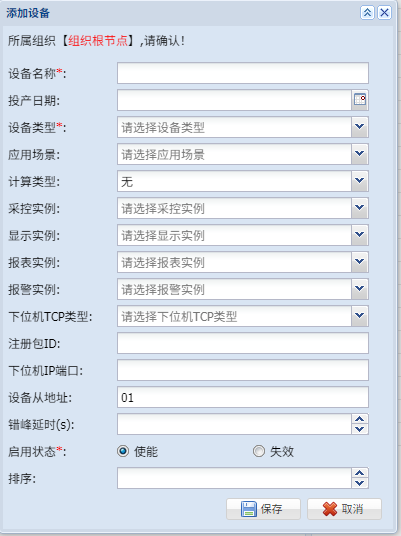 添加设备
所属组织【组织根节点】,请确认!
设备名称*:
投产日期:
设备类型*: 请选择设备类型
应用场景: 请选择应用场景
计算类型: 无
采控实例: 请选择采控实例
显示实例: 请选择显示实例
报表实例: 请选择报表实例
报警实例: 请选择报警实例
下位机TCP类型: 请选择下位机TCP类型
注册包ID:
下位机IP端口:
设备从地址: 01
错峰延时(s):
启用状态*: 使能 失效
排序:
保存 取消